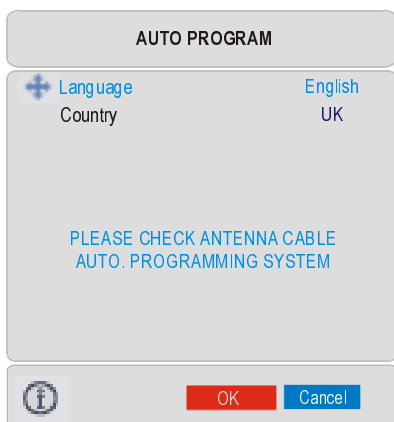 AUTO PROGRAM
Language English
Country UK
PLEASE CHECK ANTENNA CABLE
AUTO. PROGRAMMING SYSTEM
OK Cancel